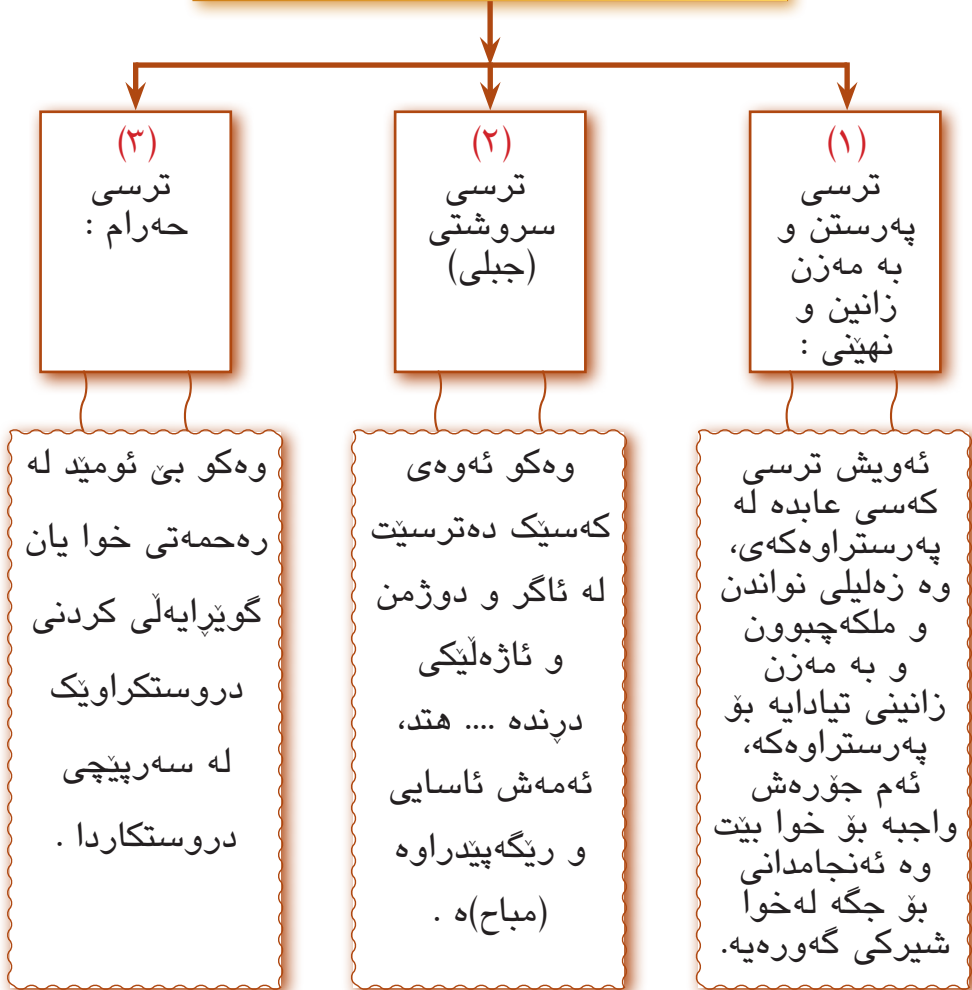 (١)
ترسی
پەرستن و
بە مەزن
زانین و
نهێنی :
ئەویش ترسی
کەسی عابدە لە
پەرستراوەکەی،
وە زەلیلی نواندن
و ملکەچبوون
و بە مەزن
زانینی تیادایە بۆ
پەرستراوەکە،
ئەم جۆرەش
واجبە بۆ خوا بێت
وە ئەنجامدانی
بۆ جگە لەخوا
شیرکی گەورەیە.
(٢)
ترسی
سروشتی
(جبلی)
وەکو ئەوەی
کەسێک دەترسێت
لە ئاگر و دوژمن
و ئاژەڵێکی
دڕندە .... هتد،
ئەمەش ئاسایی
و رێگەپێدراوە
(مباح)ە .
(٣)
ترسی
حەرام :
وەکو بێ ئومێد لە
رەحمەتی خوا یان
گوێڕایەڵی کردنی
دروستکراوێک
لە سەرپێچی
دروستکاردا .